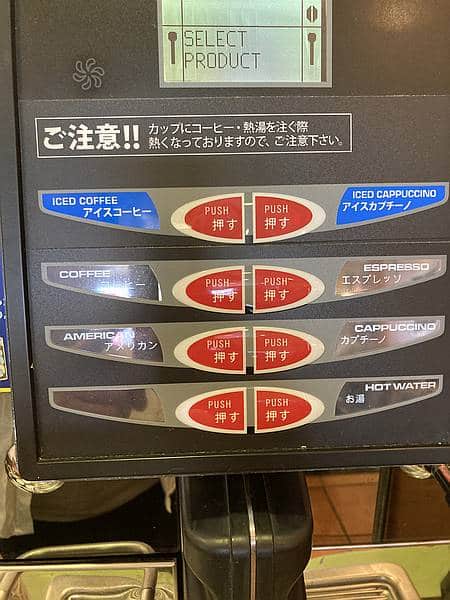 SELECT
PRODUCT
ご注意!!
カップにコーヒー・熱湯を注ぐ際
熱くなっておりますので、ご注意下さい。
ICED COFFEE
アイスコーヒー
PUSH
押す
PUSH
押す
ICED CAPPUCCINO
アイスカプチーノ
COFFEE
PUSH
押す
PUSH
押す
ESPRESSO
エスプレッソ
AMERICAN
アメリカン
PUSH
押す
PUSH
押す
CAPPUCCINO
カプチーノ
PUSH
押す
PUSH
押す
HOT WATER
お湯